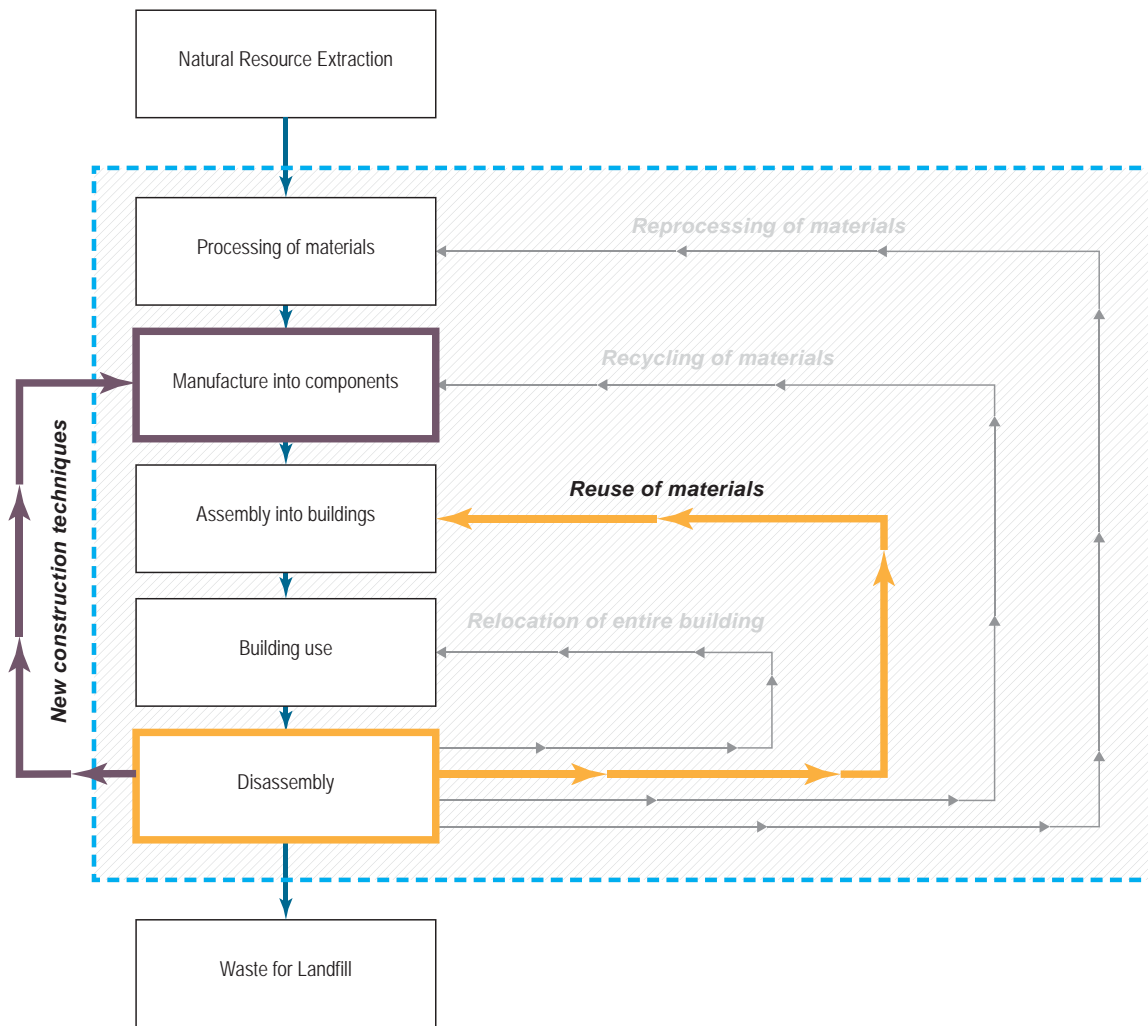 Natural Resource Extraction
Processing of materials
Reprocessing of materials
Manufacture into components
Recycling of materials
New construction techniques
Assembly into buildings
Reuse of materials
Building use
Relocation of entire building
Disassembly
Waste for Landfill